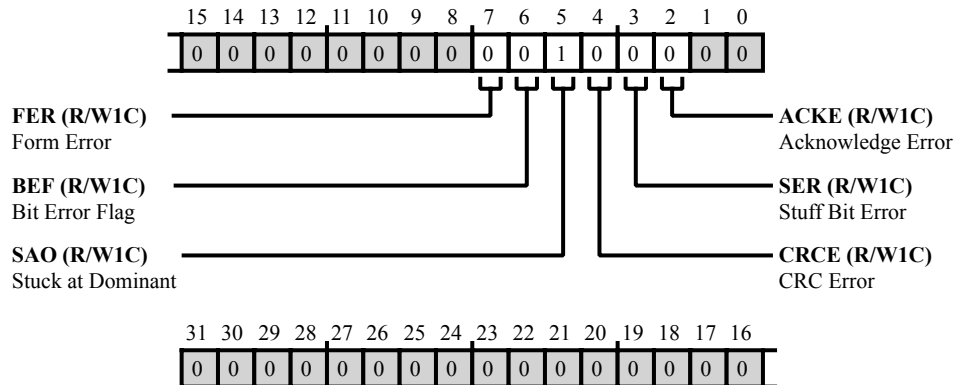 15 14 13 12 11 10 9 8 7 6 5 4 3 2 1 0
0 0 0 0 0 0 0 0 0 0 1 0 0 0 0 0
FER (R/W1C)
Form Error
BEF (R/W1C)
Bit Error Flag
SAO (R/W1C)
Stuck at Dominant
ACKE (R/W1C)
Acknowledge Error
SER (R/W1C)
Stuff Bit Error
CRCE (R/W1C)
CRC Error
31 30 29 28 27 26 25 24 23 22 21 20 19 18 17 16
0 0 0 0 0 0 0 0 0 0 0 0 0 0 0 0